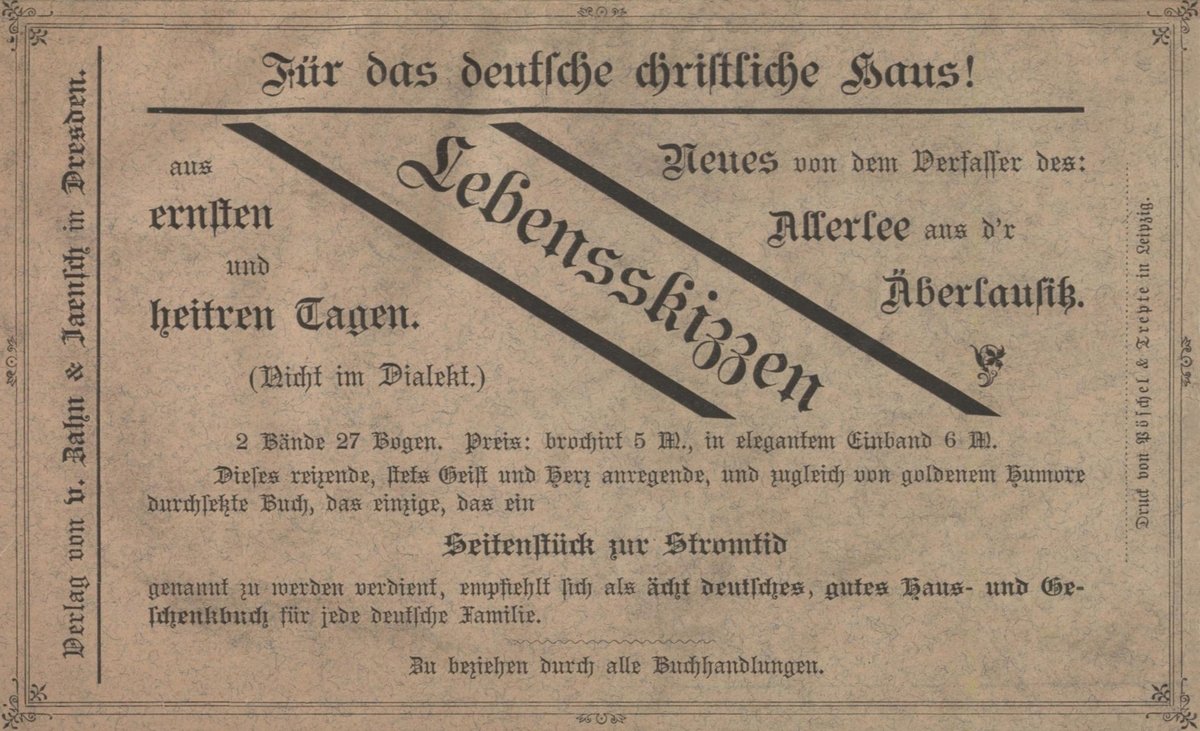 Für das deutſche chriſtliche Haus!
Lebensskizzen
aus
ernſten
und
heitren Tagen.
(Nicht im Dialekt.)
Neues von dem Verfaſſer des:
Allerlee aus d'r
Äberlauſitz.
2 Bände 27 Bogen. Preis: brochirt 5 M., in elegantem Einband 6 M.
Dieſes reizende, ſtets Geiſt und Herz anregende, und zugleich von goldenem Humore
durchſetzte Buch, das einzige, das ein
Seitenſtück zur Stromtid
genannt zu werden verdient, empfiehlt ſich als ächt deutſches, gutes Haus- und Ge-
ſchenkbuch für jede deutſche Familie.
Zu beziehen durch alle Buchhandlungen.
Verlag von v. Zahn & Jaenſch in Dresden.
Druck von Pöſchel & Trepte in Leipzig.